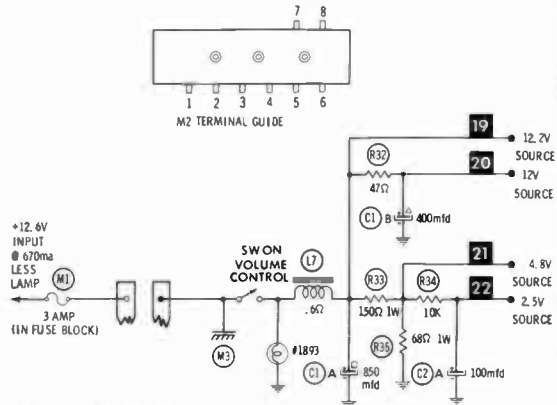 7 8
1 2 3 4 5 6
M2 TERMINAL GUIDE
19
12.2V
SOURCE
R32
20
12V
SOURCE
47Ω
C1 B 400mfd
+12.6V
INPUT
@ 670ma
LESS
LAMP
M1
3 AMP
(IN FUSE BLOCK)
SW ON
VOLUME
CONTROL
L7
.6Ω
M3
#1893
21
4.8V
SOURCE
R33
R34
22
2.5V
SOURCE
150Ω 1W
10K
R35
68Ω 1W
C1 A
850
mfd
C2 A
100mfd